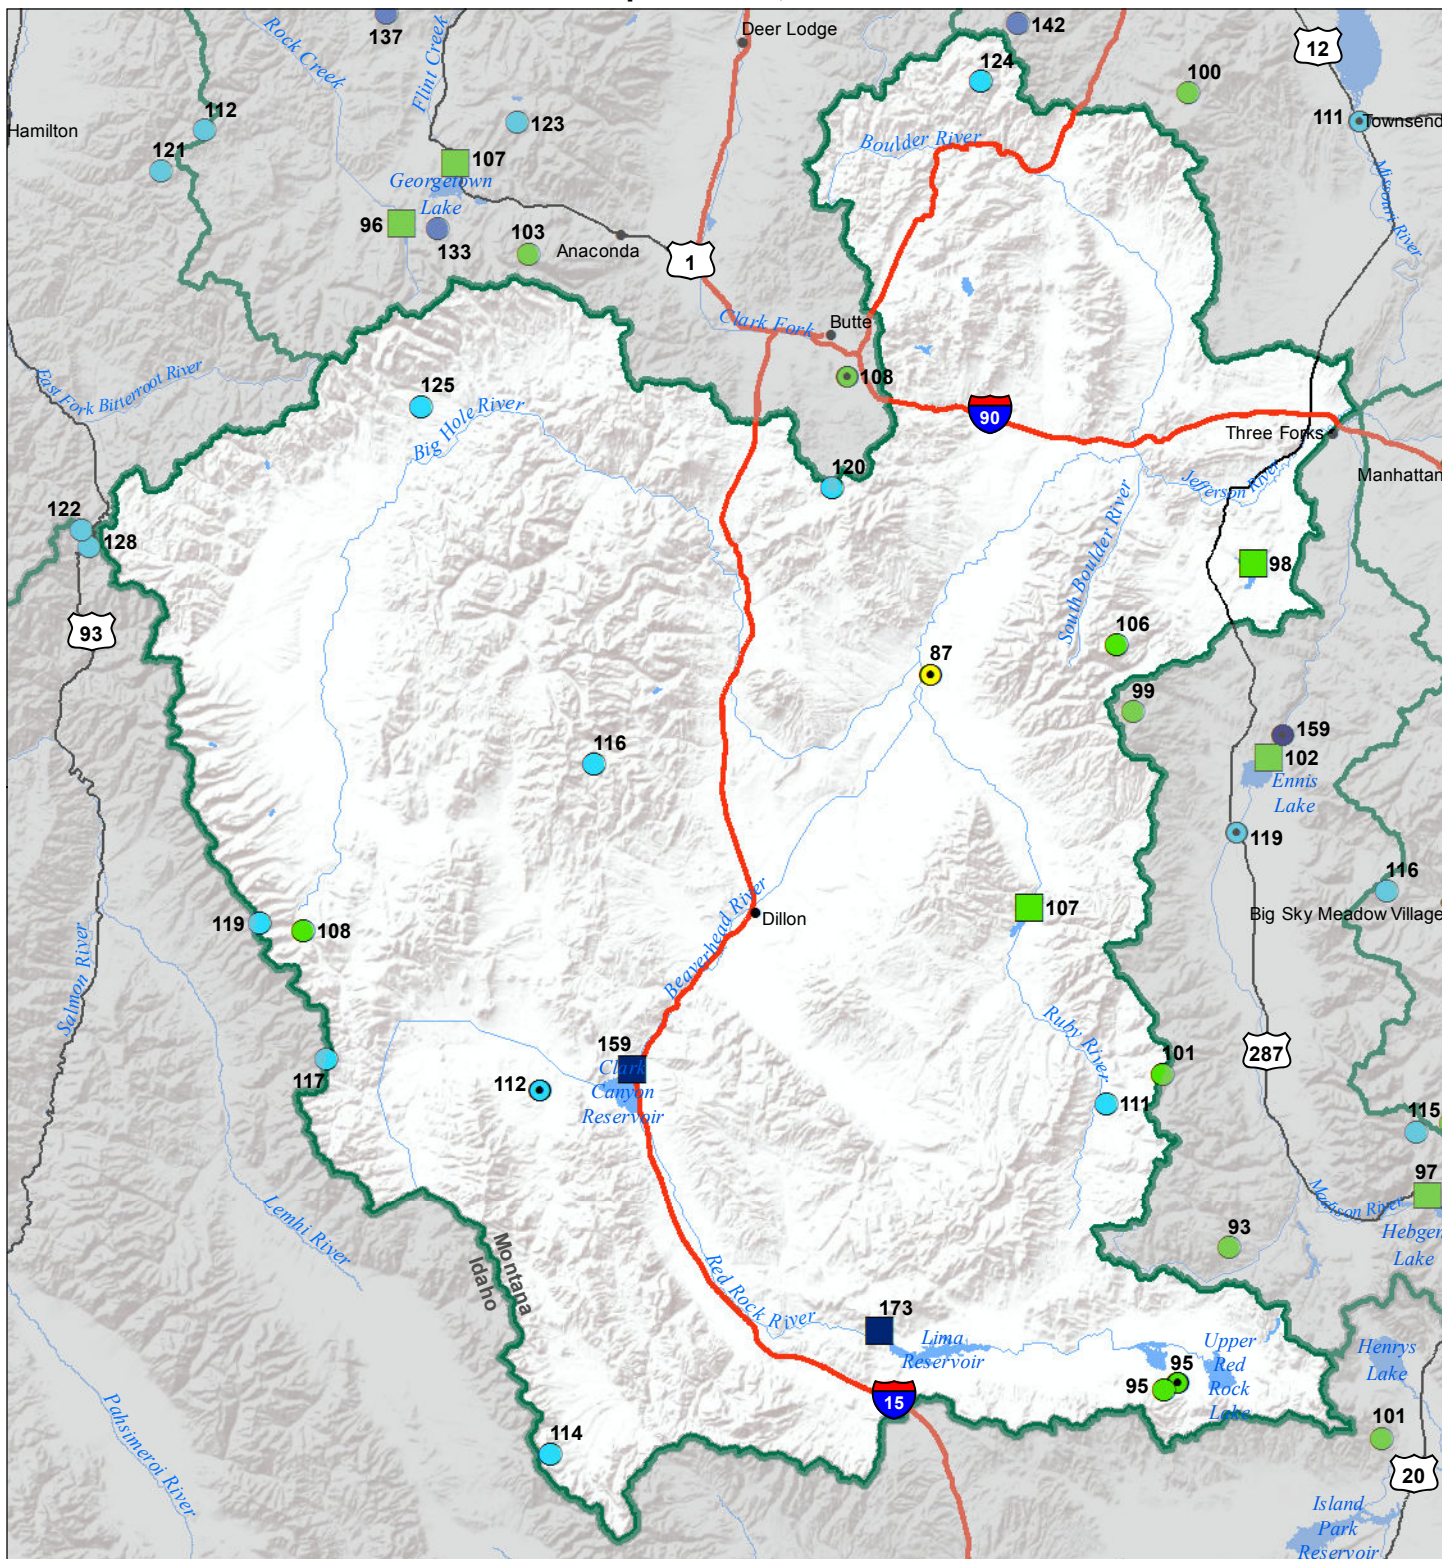 137
Rock Creek
Flint Creek
Deer Lodge
142
12
124
100
112
123
Hamilton
111
Townsend
121
Boulder River
107
Georgetown
Lake
Missouri River
96
133
103
Anaconda
1
Clark Fork
Butte
108
East Fork Bitterroot River
125
Big Hole River
90
Three Forks
Manhattan
120
Jefferson River
122
128
South Boulder River
98
93
106
87
99
159
102
Ennis
Lake
116
119
116
Big Sky Meadow Village
107
Beaverhead River
Dillon
119
108
Salmon River
Ruby River
159
Clark
Canyon
Reservoir
287
101
117
112
111
115
97
Madison River
Hebgen
Lake
93
Lemhi River
Montana
Idaho
Red Rock River
173
Lima
Reservoir
Upper
Red
Rock
Lake
95
95
Henrys
Lake
15
101
Pahsimeroi River
114
20
Island
Park
Reservoir